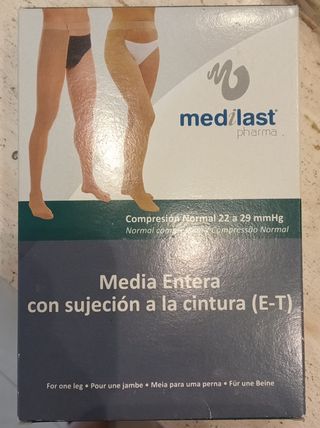 medilast
pharma
Compresión Normal 22 a 29 mmHg
Normal compression • Compressão Normal
Media Entera
con sujeción a la cintura (E-T)
For one leg • Pour une jambe • Meia para uma perna • Für eine Beine